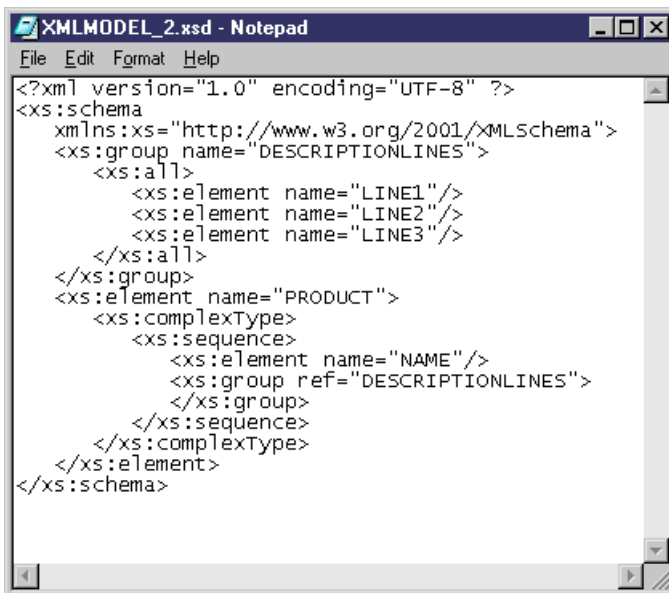 XMLMODEL_2.xsd - Notepad
File Edit Format Help
<?xml version="1.0" encoding="UTF-8" ?>
<xs:schema
   xmlns:xs="http://www.w3.org/2001/XMLSchema">
   <xs:group name="DESCRIPTIONLINES">
      <xs:all>
         <xs:element name="LINE1"/>
         <xs:element name="LINE2"/>
         <xs:element name="LINE3"/>
      </xs:all>
   </xs:group>
   <xs:element name="PRODUCT">
      <xs:complexType>
         <xs:sequence>
            <xs:element name="NAME"/>
            <xs:group ref="DESCRIPTIONLINES">
            </xs:group>
         </xs:sequence>
      </xs:complexType>
   </xs:element>
</xs:schema>